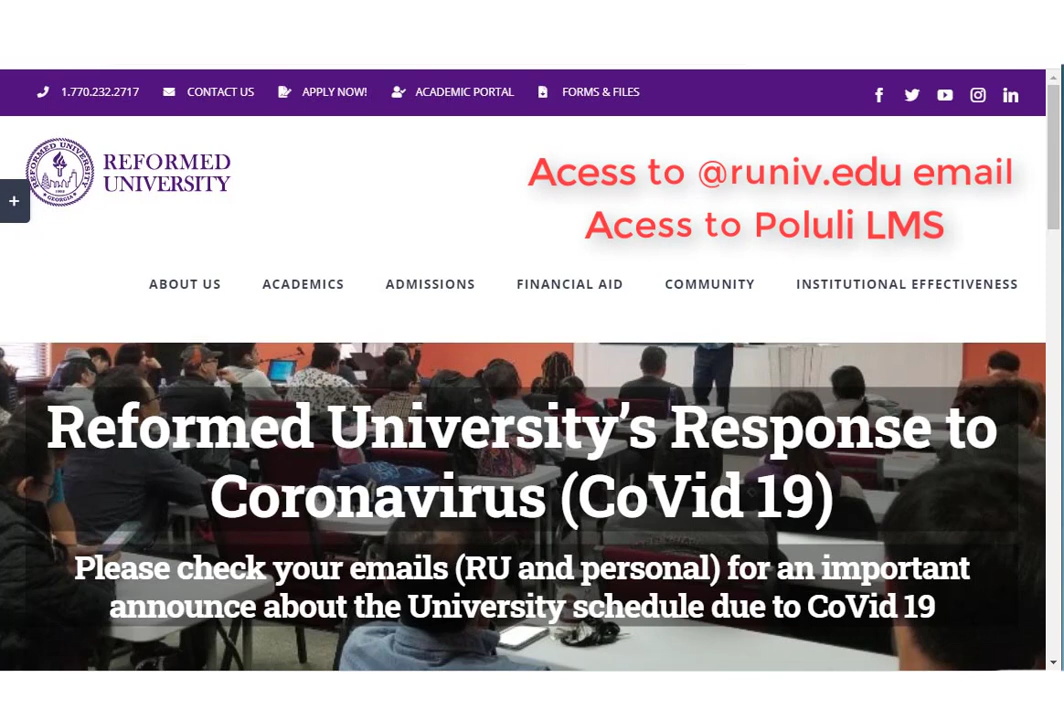 1.770.232.2717 CONTACT US APPLY NOW! ACADEMIC PORTAL FORMS & FILES
REFORMED UNIVERSITY
GEORGIA
REFORMED
UNIVERSITY
Acess to @runiv.edu email
Acess to Poluli LMS
ABOUT US ACADEMICS ADMISSIONS FINANCIAL AID COMMUNITY INSTITUTIONAL EFFECTIVENESS
Reformed University’s Response to
Coronavirus (CoVid 19)
Please check your emails (RU and personal) for an important
announce about the University schedule due to CoVid 19